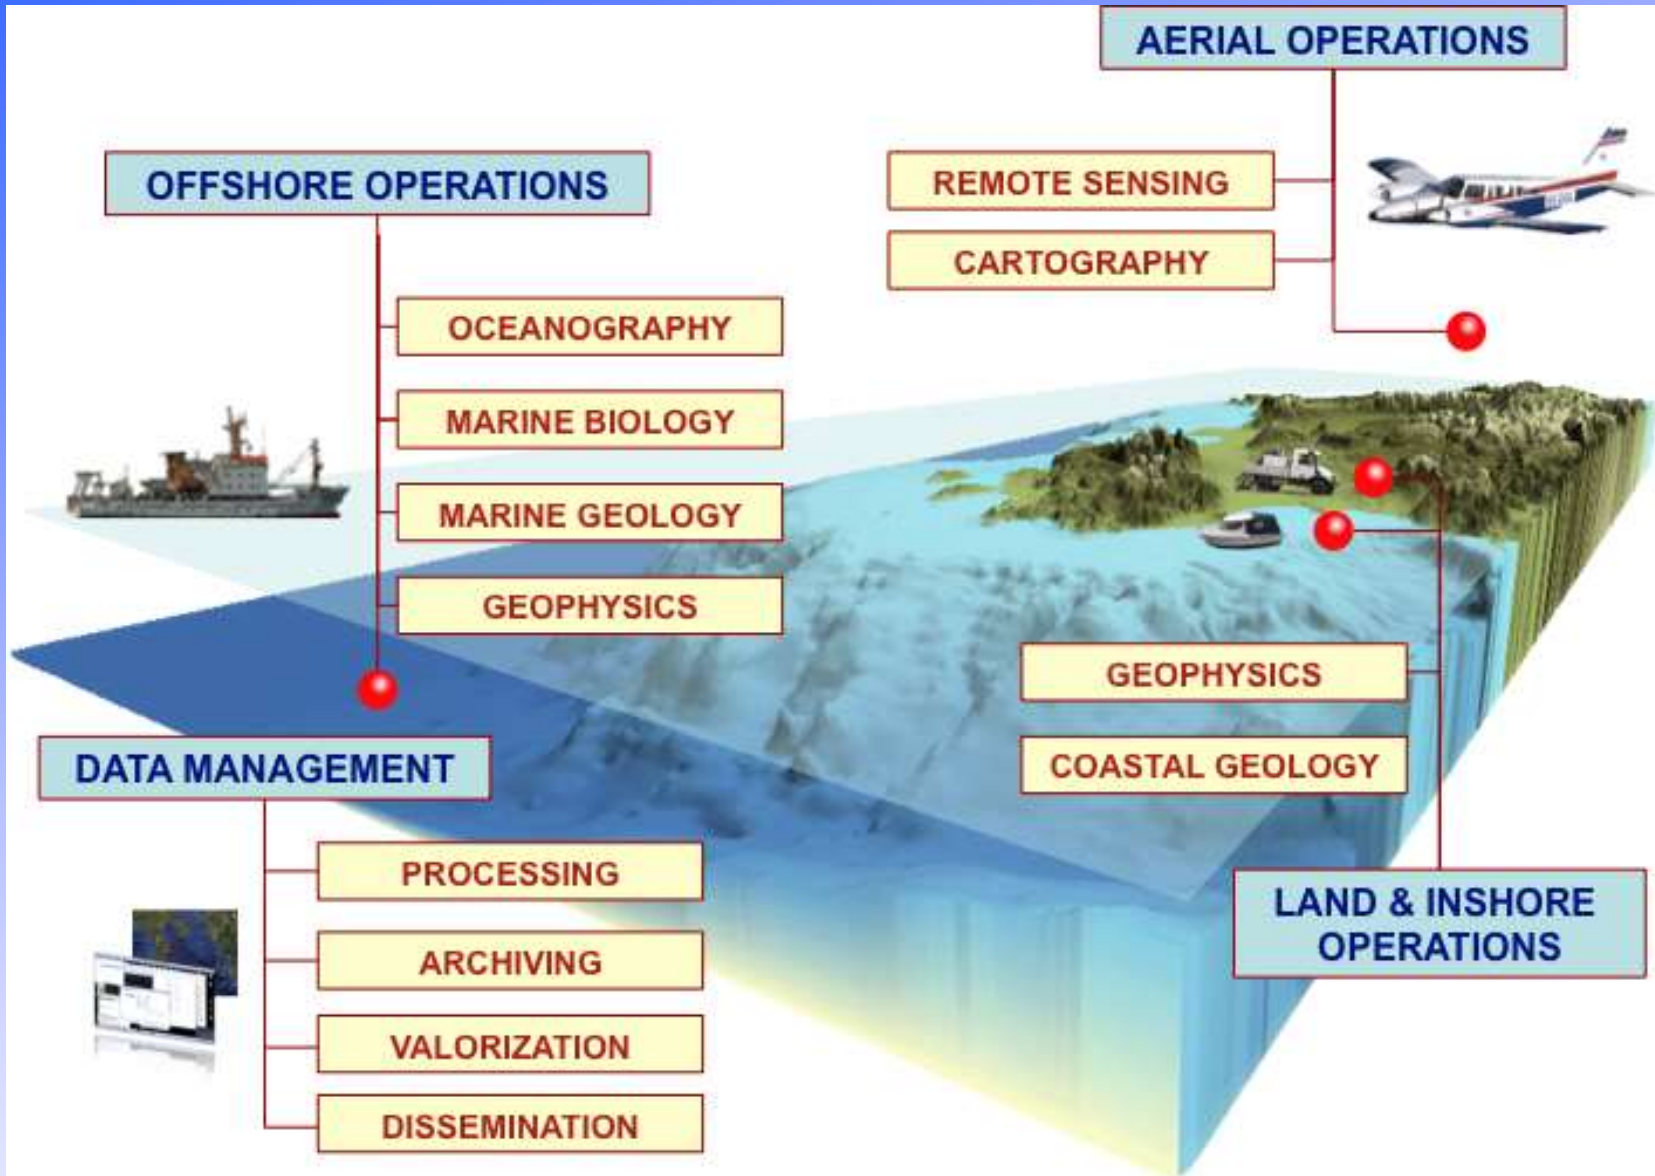 AERIAL OPERATIONS
REMOTE SENSING
CARTOGRAPHY
OFFSHORE OPERATIONS
OCEANOGRAPHY
MARINE BIOLOGY
MARINE GEOLOGY
GEOPHYSICS
GEOPHYSICS
COASTAL GEOLOGY
LAND & INSHORE
OPERATIONS
DATA MANAGEMENT
PROCESSING
ARCHIVING
VALORIZATION
DISSEMINATION